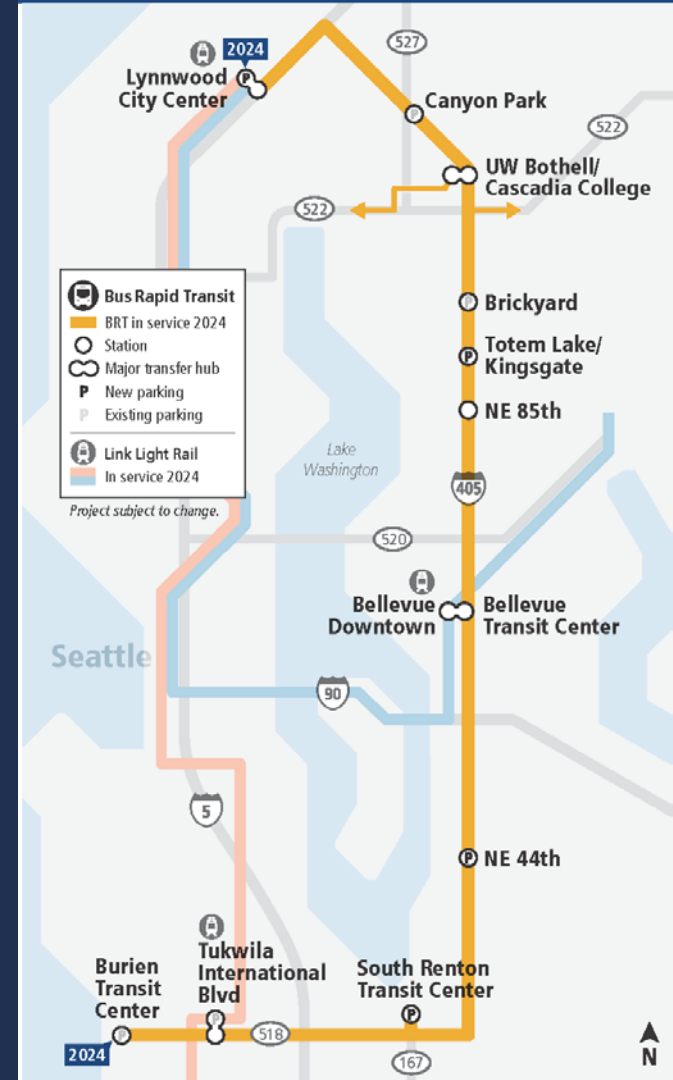 2024
527
Lynnwood
City Center
P
Canyon Park
P
522
UW Bothell/
Cascadia College
522
Bus Rapid Transit
BRT in service 2024
Station
Major transfer hub
P New parking
P Existing parking
Link Light Rail
In service 2024
Project subject to change.
P
Brickyard
P
Totem Lake/
Kingsgate
NE 85th
Lake
Washington
405
520
Bellevue
Downtown
Bellevue
Transit Center
Seattle
90
5
P
NE 44th
Tukwila
International
Blvd
P
Burien
Transit
Center
P
2024
South Renton
Transit Center
P
518
167
N